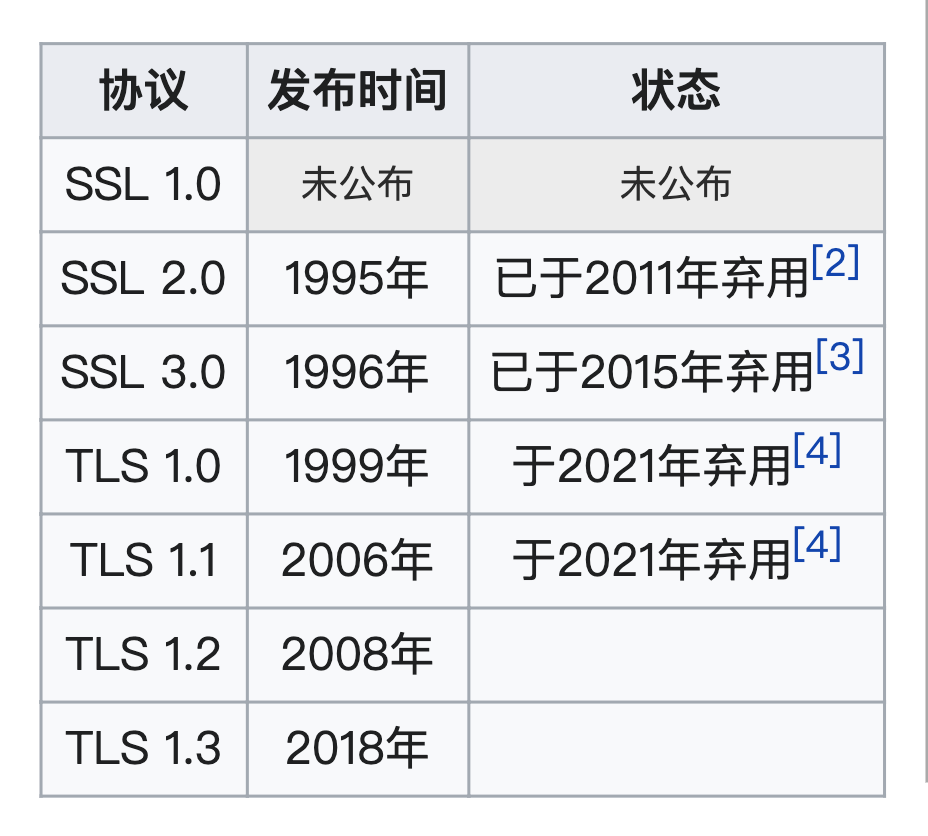 协议 发布时间 状态
SSL 1.0 未公布 未公布
SSL 2.0 1995年 已于2011年弃用[2]
SSL 3.0 1996年 已于2015年弃用[3]
TLS 1.0 1999年 于2021年弃用[4]
TLS 1.1 2006年 于2021年弃用[4]
TLS 1.2 2008年
TLS 1.3 2018年